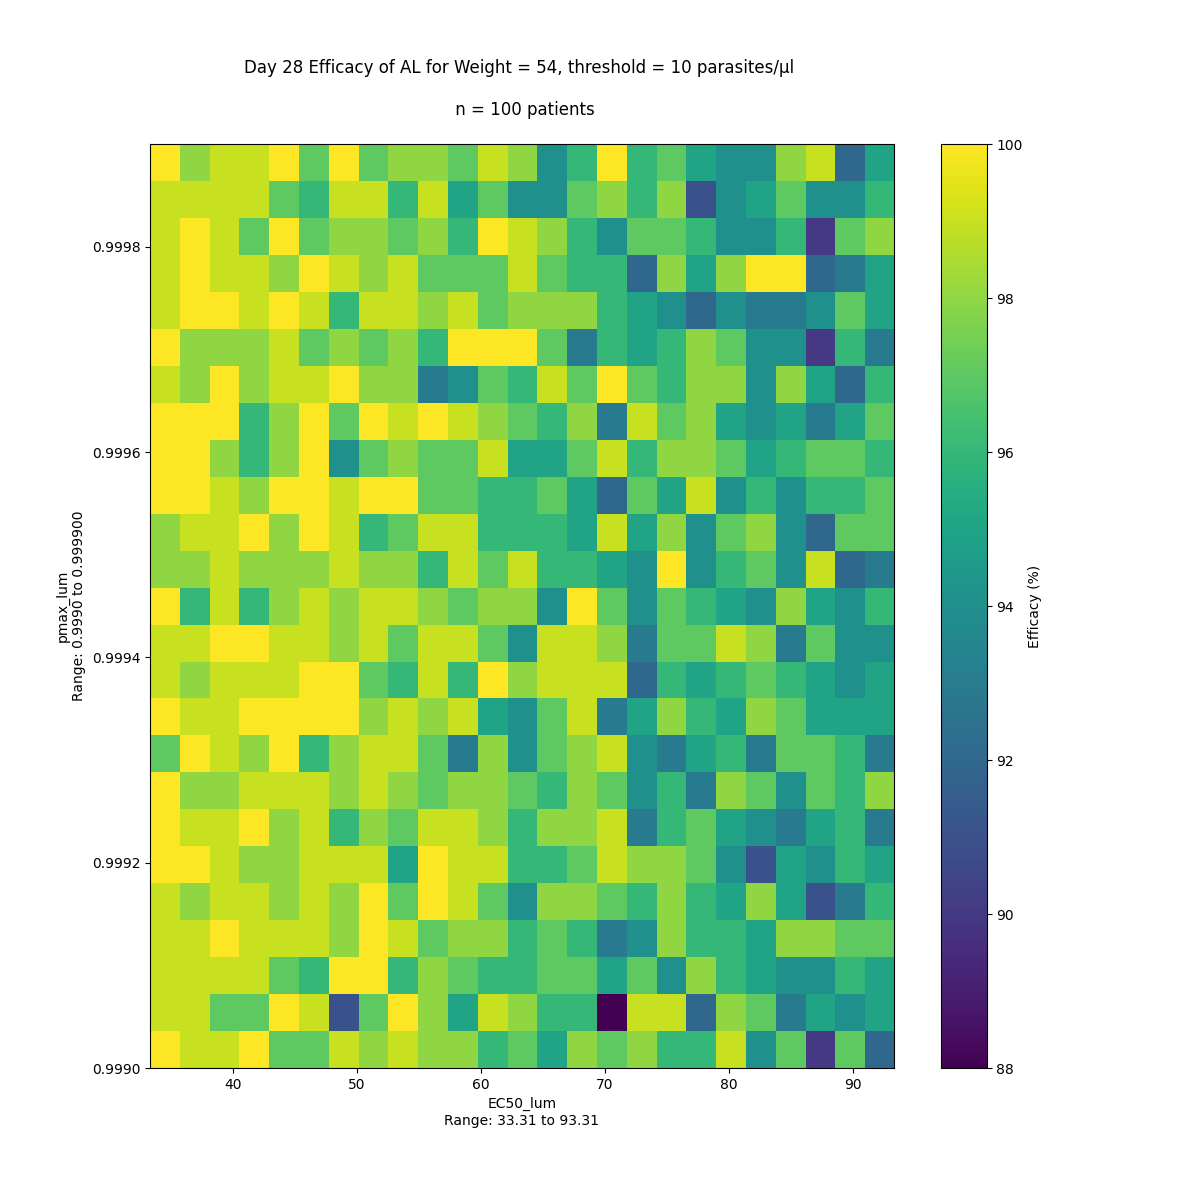 Day 28 Efficacy of AL for Weight = 54, threshold = 10 parasites/µl
n = 100 patients
100
98
96
94
92
90
88
Efficacy (%)
0.9998
0.9996
0.9994
0.9992
0.9990
pmax_lum
Range: 0.9990 to 0.999900
40
50
60
70
80
90
EC50_lum
Range: 33.31 to 93.31